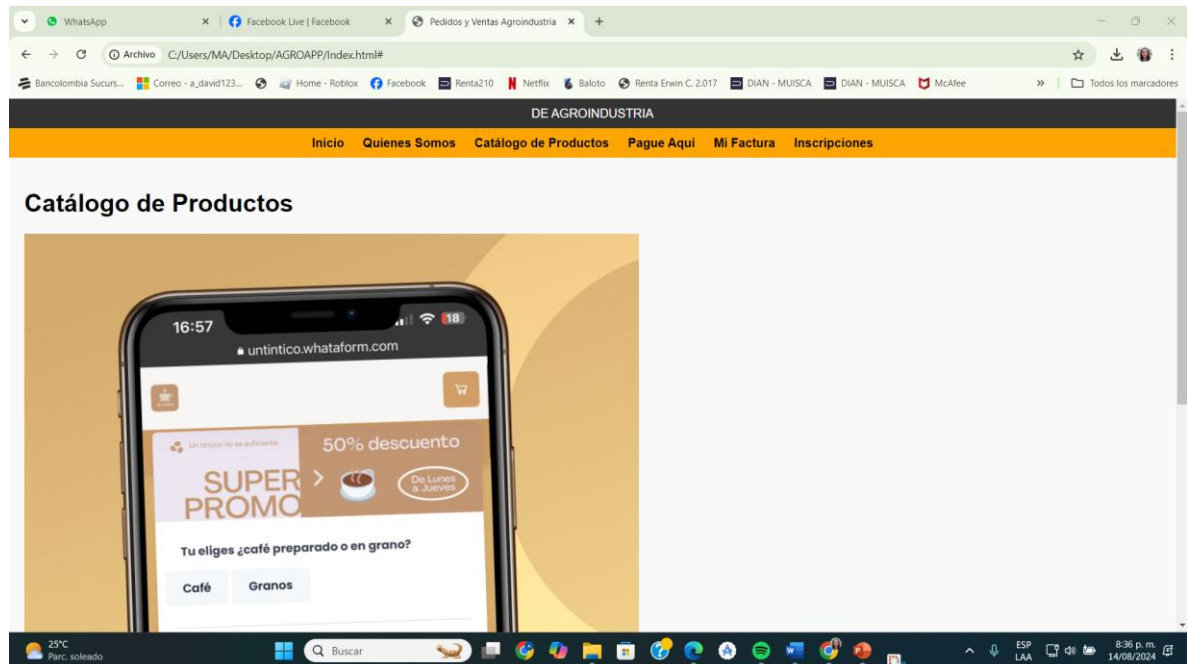 WhatsApp
Facebook Live | Facebook
Pedidos y Ventas Agroindustria
Archivo C:/Users/MA/Desktop/AGROAPP/Index.html#
Bancolombia Sucurs... Correo - a_david123... Home - Roblox Facebook Renta210 Netflix Baloto Renta Erwin C. 2.017 DIAN - MUISCA DIAN - MUISCA McAfee » Todos los marcadores
DE AGROINDUSTRIA
Inicio Quienes Somos Catálogo de Productos Pague Aquí Mi Factura Inscripciones
Catálogo de Productos
16:57 18
untintico.whataform.com
Un tintico no es suficiente
50% descuento
SUPER
PROMO
De Lunes
a Jueves
Tu eliges ¿café preparado o en grano?
Café Granos
25°C
Parc. soleado
Buscar
ESP
LAA
8:36 p. m.
14/08/2024